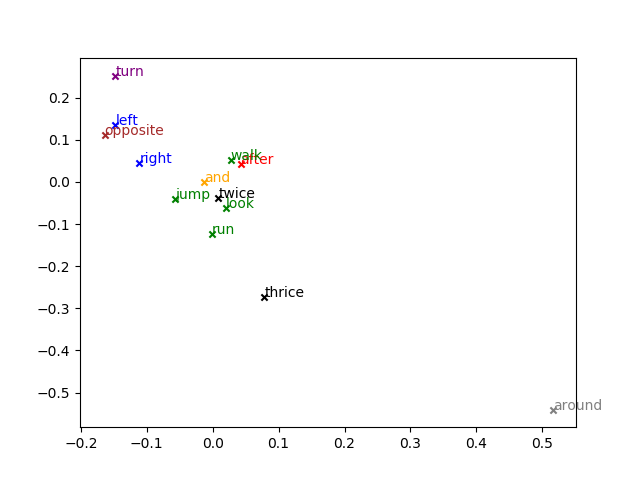 turn
left
opposite
right
walk
after
and
jump
twice
look
run
thrice
around
0.2
0.1
0.0
−0.1
−0.2
−0.3
−0.4
−0.5
−0.2 −0.1 0.0 0.1 0.2 0.3 0.4 0.5